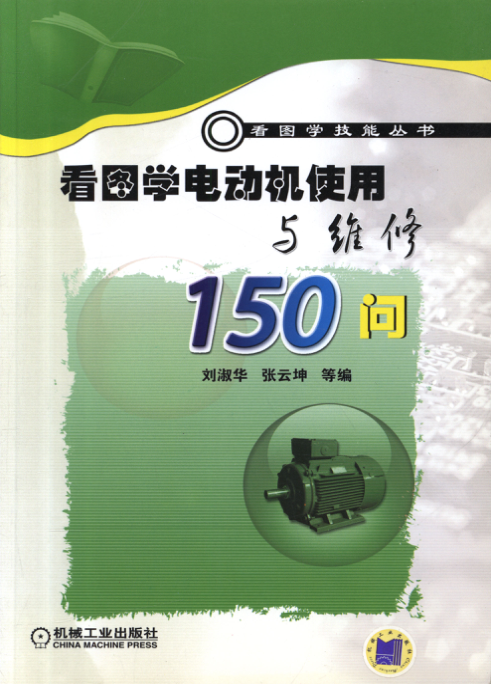 看图学技能丛书
看图学电动机使用
与维修
150问
刘淑华 张云坤 等编
机械工业出版社
CHINA MACHINE PRESS